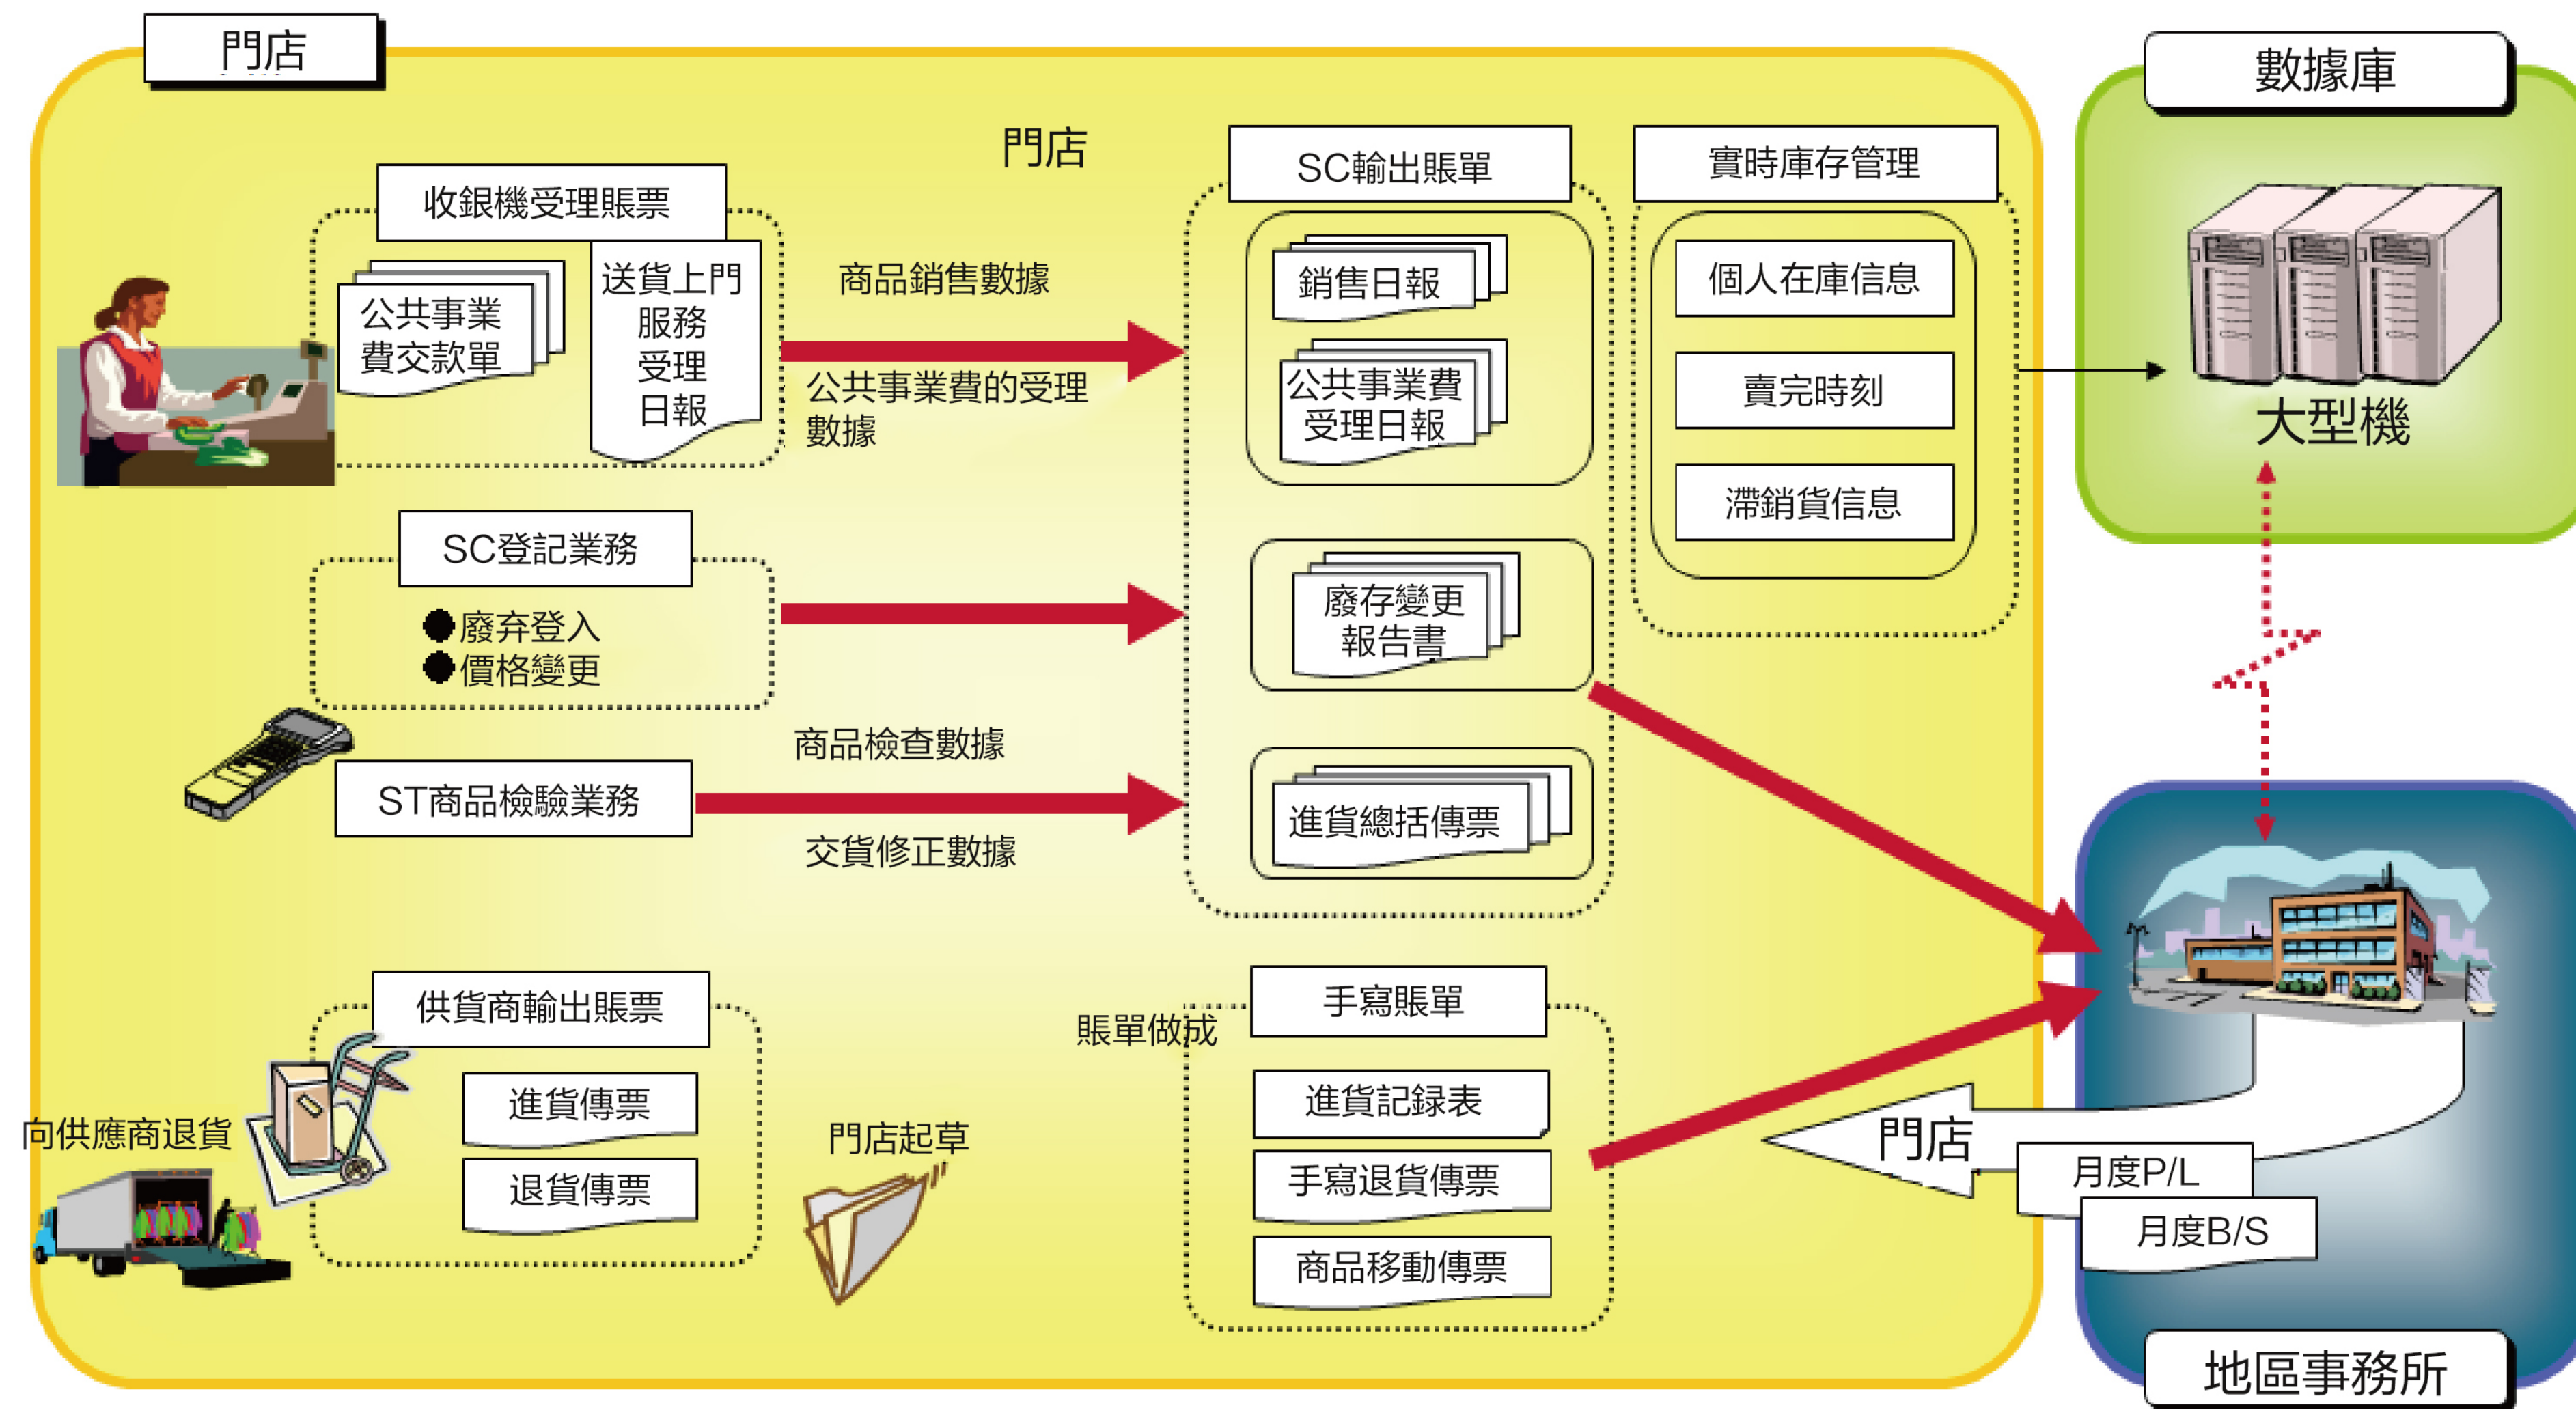 門店
數據庫
門店
收銀機受理賬票
公共事業
費交款單
送貨上門
服務
受理
日報
商品銷售數據
公共事業費的受理
數據
SC輸出賬單
銷售日報
公共事業費
受理日報
實時庫存管理
個人在庫信息
賣完時刻
滯銷貨信息
大型機
SC登記業務
●廢弃登入
●價格變更
廢存變更
報告書
ST商品檢驗業務
商品檢查數據
交貨修正數據
進貨總括傳票
供貨商輸出賬票
進貨傳票
退貨傳票
向供應商退貨
門店起草
賬單做成
手寫賬單
進貨記録表
手寫退貨傳票
商品移動傳票
門店
月度P/L
月度B/S
地區事務所